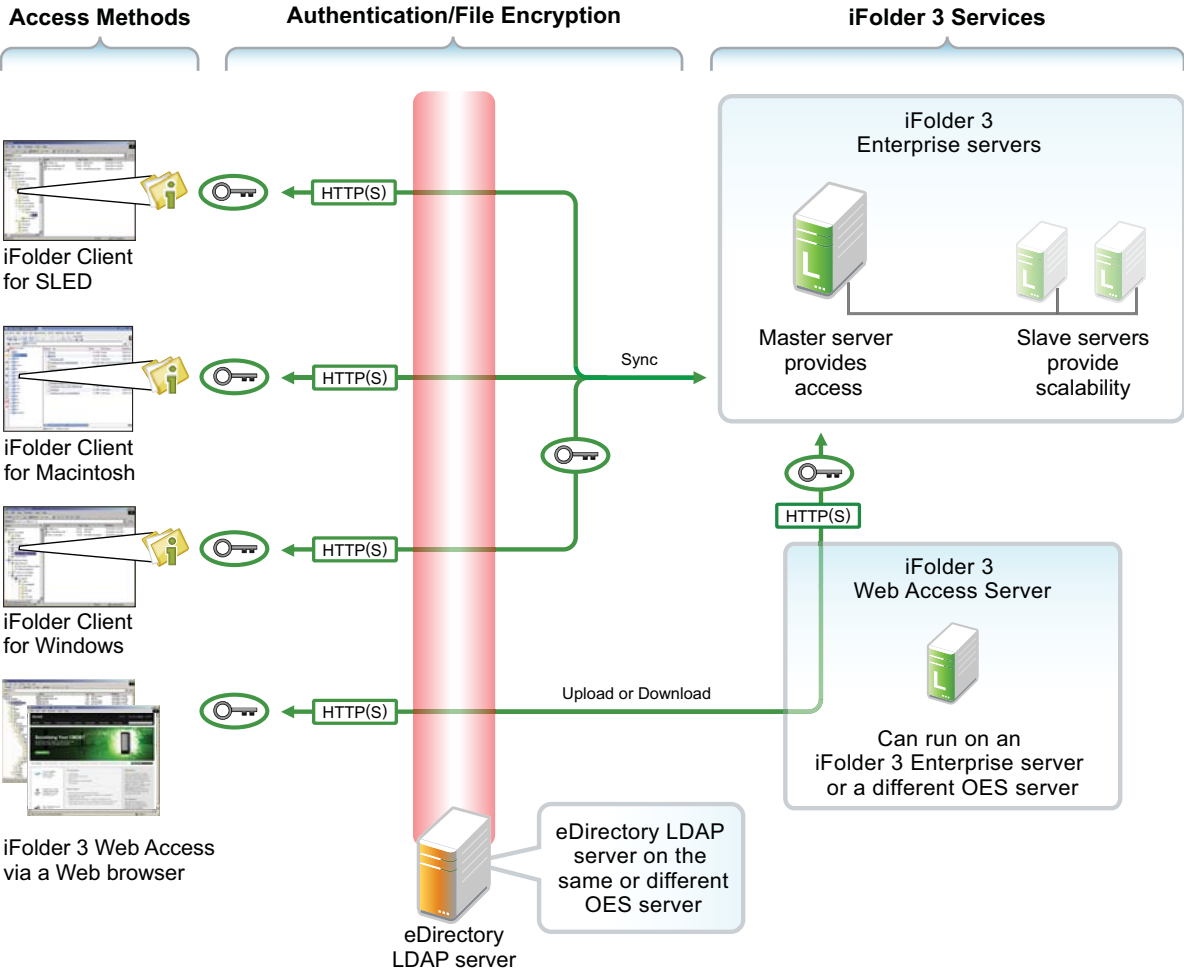 Access Methods
Authentication/File Encryption
iFolder 3 Services
iFolder Client
for SLED
HTTP(S)
iFolder Client
for Macintosh
HTTP(S)
Sync
iFolder Client
for Windows
HTTP(S)
iFolder 3 Web Access
via a Web browser
HTTP(S)
Upload or Download
eDirectory
LDAP server
eDirectory LDAP
server on the
same or different
OES server
iFolder 3
Enterprise servers
L
L
L
Master server
provides
access
Slave servers
provide
scalability
HTTP(S)
iFolder 3
Web Access Server
L
Can run on an
iFolder 3 Enterprise server
or a different OES server